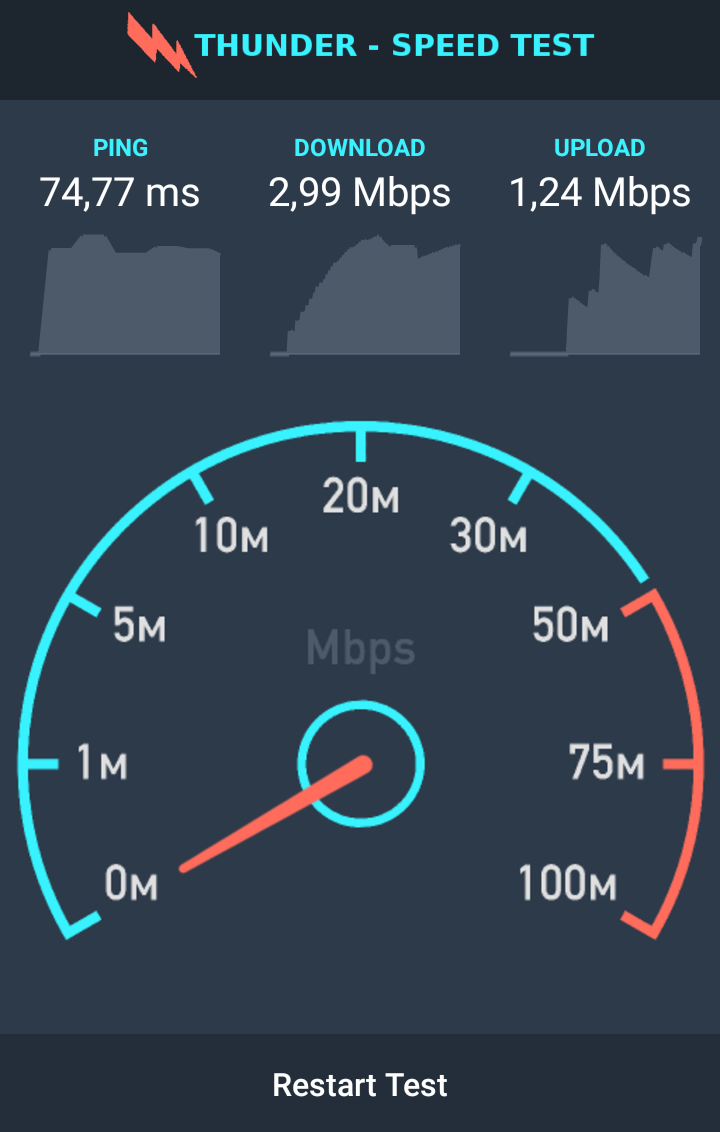 THUNDER - SPEED TEST
PING DOWNLOAD UPLOAD
74,77 ms 2,99 Mbps 1,24 Mbps
20M
10M 30M
5M 50M
Mbps
1M 75M
0M 100M
Restart Test